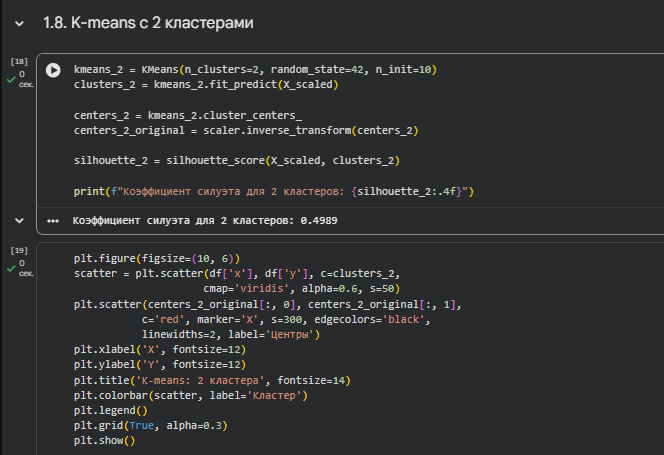 1.8. K-means с 2 кластерами
[18]
0
сек.
kmeans_2 = KMeans(n_clusters=2, random_state=42, n_init=10)
clusters_2 = kmeans_2.fit_predict(X_scaled)
centers_2 = kmeans_2.cluster_centers_
centers_2_original = scaler.inverse_transform(centers_2)
silhouette_2 = silhouette_score(X_scaled, clusters_2)
print(f"Коэффициент силуэта для 2 кластеров: {silhouette_2:.4f}")
Коэффициент силуэта для 2 кластеров: 0.4989
[19]
0
сек.
plt.figure(figsize=(10, 6))
scatter = plt.scatter(df['x'], df['y'], c=clusters_2,
cmap='viridis', alpha=0.6, s=50)
plt.scatter(centers_2_original[:, 0], centers_2_original[:, 1],
c='red', marker='X', s=300, edgecolors='black',
linewidths=2, label='Центры')
plt.xlabel('X', fontsize=12)
plt.ylabel('Y', fontsize=12)
plt.title('K-means: 2 кластера', fontsize=14)
plt.colorbar(scatter, label='Кластер')
plt.legend()
plt.grid(True, alpha=0.3)
plt.show()